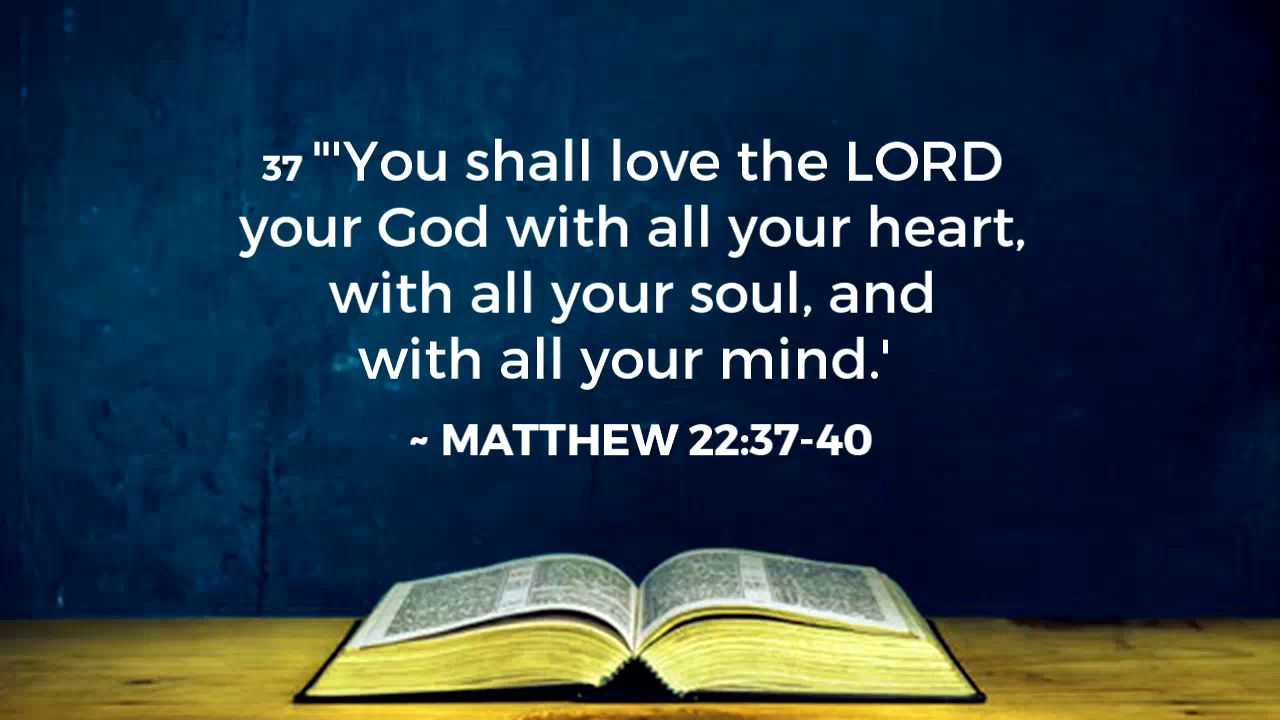 37 "'You shall love the LORD
your God with all your heart,
with all your soul, and
with all your mind.'
~ MATTHEW 22:37-40